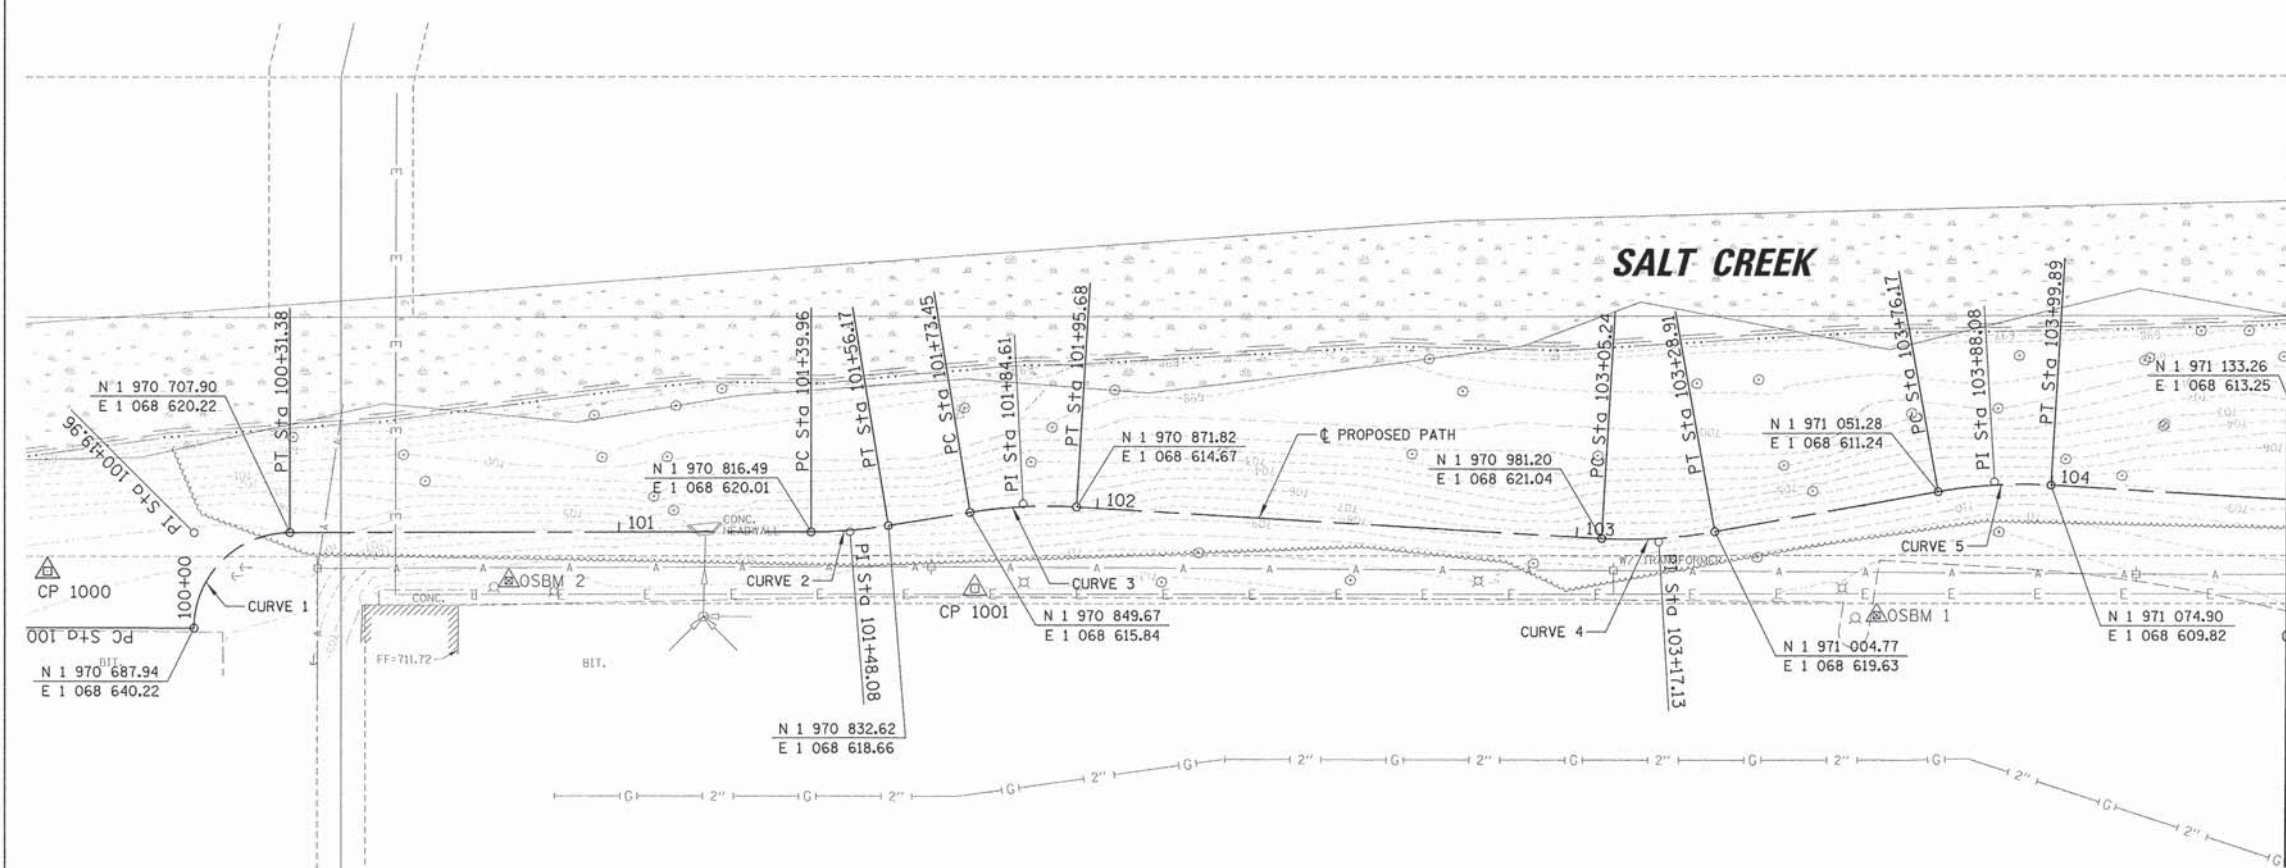 SALT CREEK
N 1 970 707.90
E 1 068 620.22
PI Sta 100+19.96
PT Sta 100+31.38
PC Sta 101+39.96
PT Sta 101+56.17
PC Sta 101+73.45
PI Sta 101+84.61
PT Sta 101+95.68
PC Sta 103+05.24
PT Sta 103+28.91
PC Sta 103+76.17
PI Sta 103+88.08
PT Sta 103+99.89
N 1 971 133.26
E 1 068 613.25
N 1 970 816.49
E 1 068 620.01
N 1 970 871.82
E 1 068 614.67
℄ PROPOSED PATH
N 1 970 981.20
E 1 068 621.04
N 1 971 051.28
E 1 068 611.24
101
102
103
104
CONC.
HEADWALL
W/ TRANSFORMER
CP 1000
100+00
CURVE 1
PC Sta 100
BIT.
N 1 970 687.94
E 1 068 640.22
CONC.
FF=711.72
OSBM 2
BIT.
CURVE 2
PI Sta 101+48.08
N 1 970 832.62
E 1 068 618.66
CP 1001
CURVE 3
N 1 970 849.67
E 1 068 615.84
CURVE 4
PI Sta 103+17.13
N 1 971 004.77
E 1 068 619.63
CURVE 5
OSBM 1
N 1 971 074.90
E 1 068 609.82
G 2" G 2" G 2" G 2" G 2" G 2" G 2" G 2" G